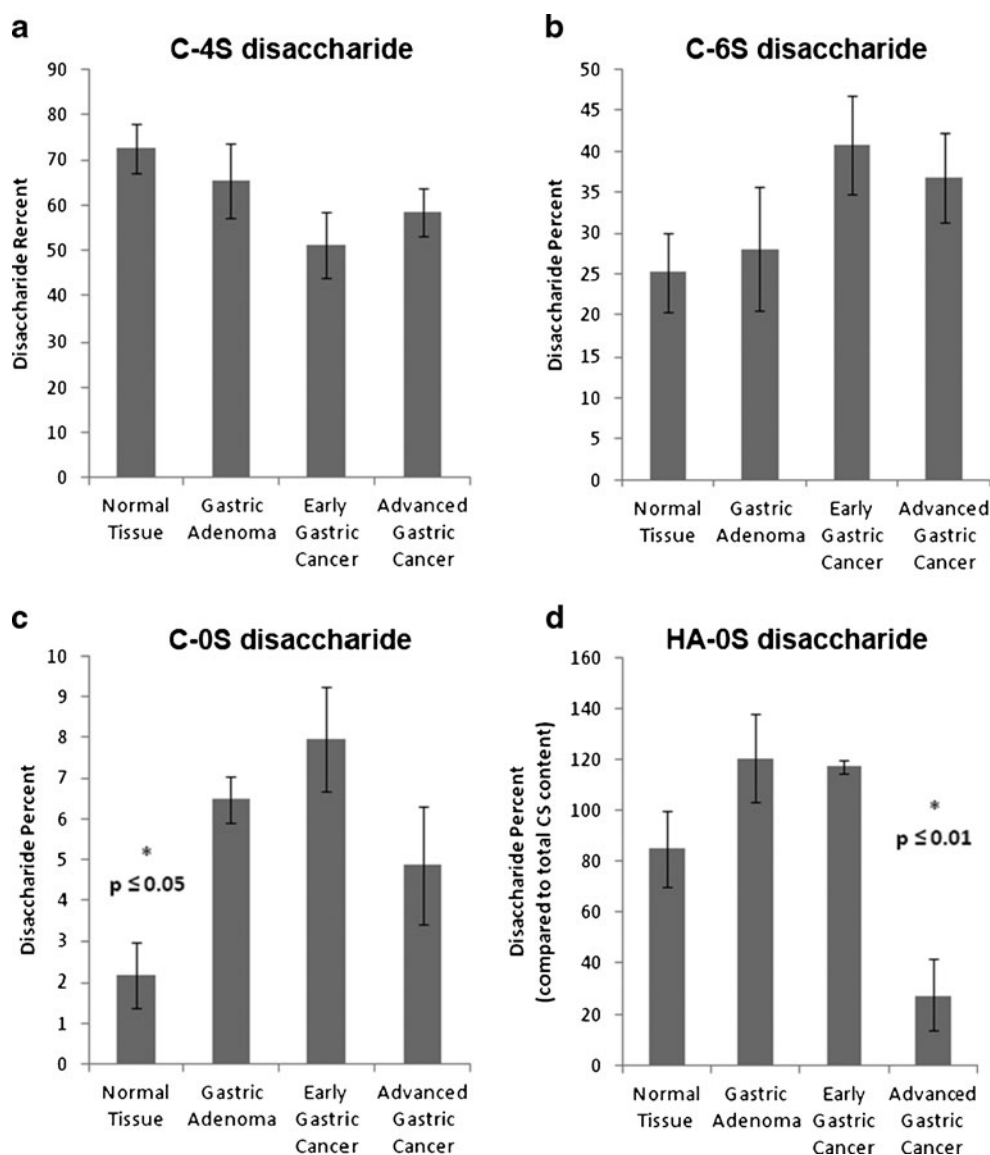 a
C-4S disaccharide
Disaccharide Rercent
90
80
70
60
50
40
30
20
10
0
Normal Tissue
Gastric Adenoma
Early Gastric Cancer
Advanced Gastric Cancer
b
C-6S disaccharide
Disaccharide Percent
50
45
40
35
30
25
20
15
10
5
0
Normal Tissue
Gastric Adenoma
Early Gastric Cancer
Advanced Gastric Cancer
c
C-0S disaccharide
Disaccharide Percent
10
9
8
7
6
5
4
3
2
1
0
*
p ≤ 0.05
Normal Tissue
Gastric Adenoma
Early Gastric Cancer
Advanced Gastric Cancer
d
HA-0S disaccharide
Disaccharide Percent
(compared to total CS content)
160
140
120
100
80
60
40
20
0
*
p ≤ 0.01
Normal Tissue
Gastric Adenoma
Early Gastric Cancer
Advanced Gastric Cancer